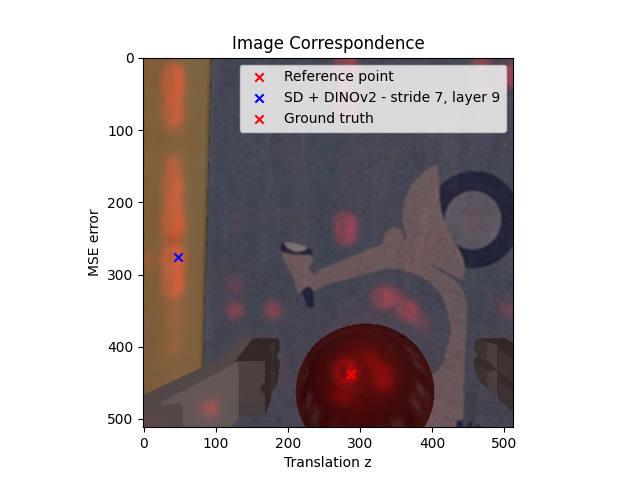 Image Correspondence
Reference point
SD + DINOv2 - stride 7, layer 9
Ground truth
0
100
200
300
400
500
MSE error
0 100 200 300 400 500
Translation z